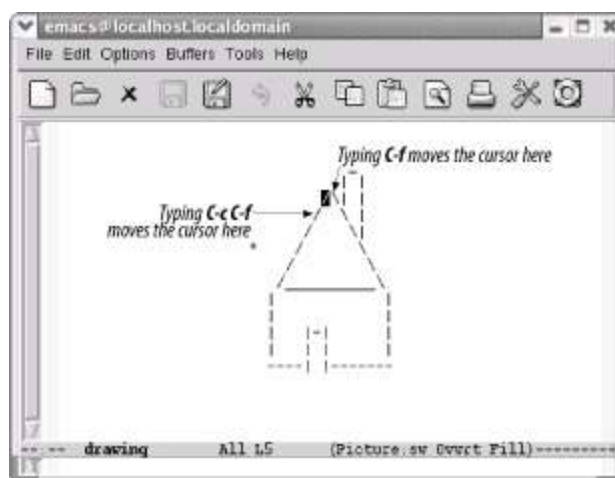 emacs@localhost.localdomain
File Edit Options Buffers Tools Help
Typing C-f moves the cursor here
Typing C-c C-f
moves the cursor here
--:-- drawing All L5 (Picture:sw Ovwrt Fill)---------